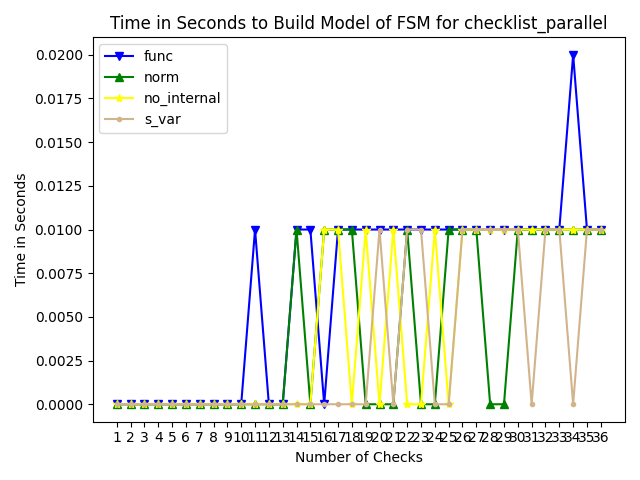 Time in Seconds to Build Model of FSM for checklist_parallel
func
norm
no_internal
s_var
0.0200
0.0175
0.0150
0.0125
0.0100
0.0075
0.0050
0.0025
0.0000
Time in Seconds
1 2 3 4 5 6 7 8 9 10 11 12 13 14 15 16 17 18 19 20 21 22 23 24 25 26 27 28 29 30 31 32 33 34 35 36
Number of Checks